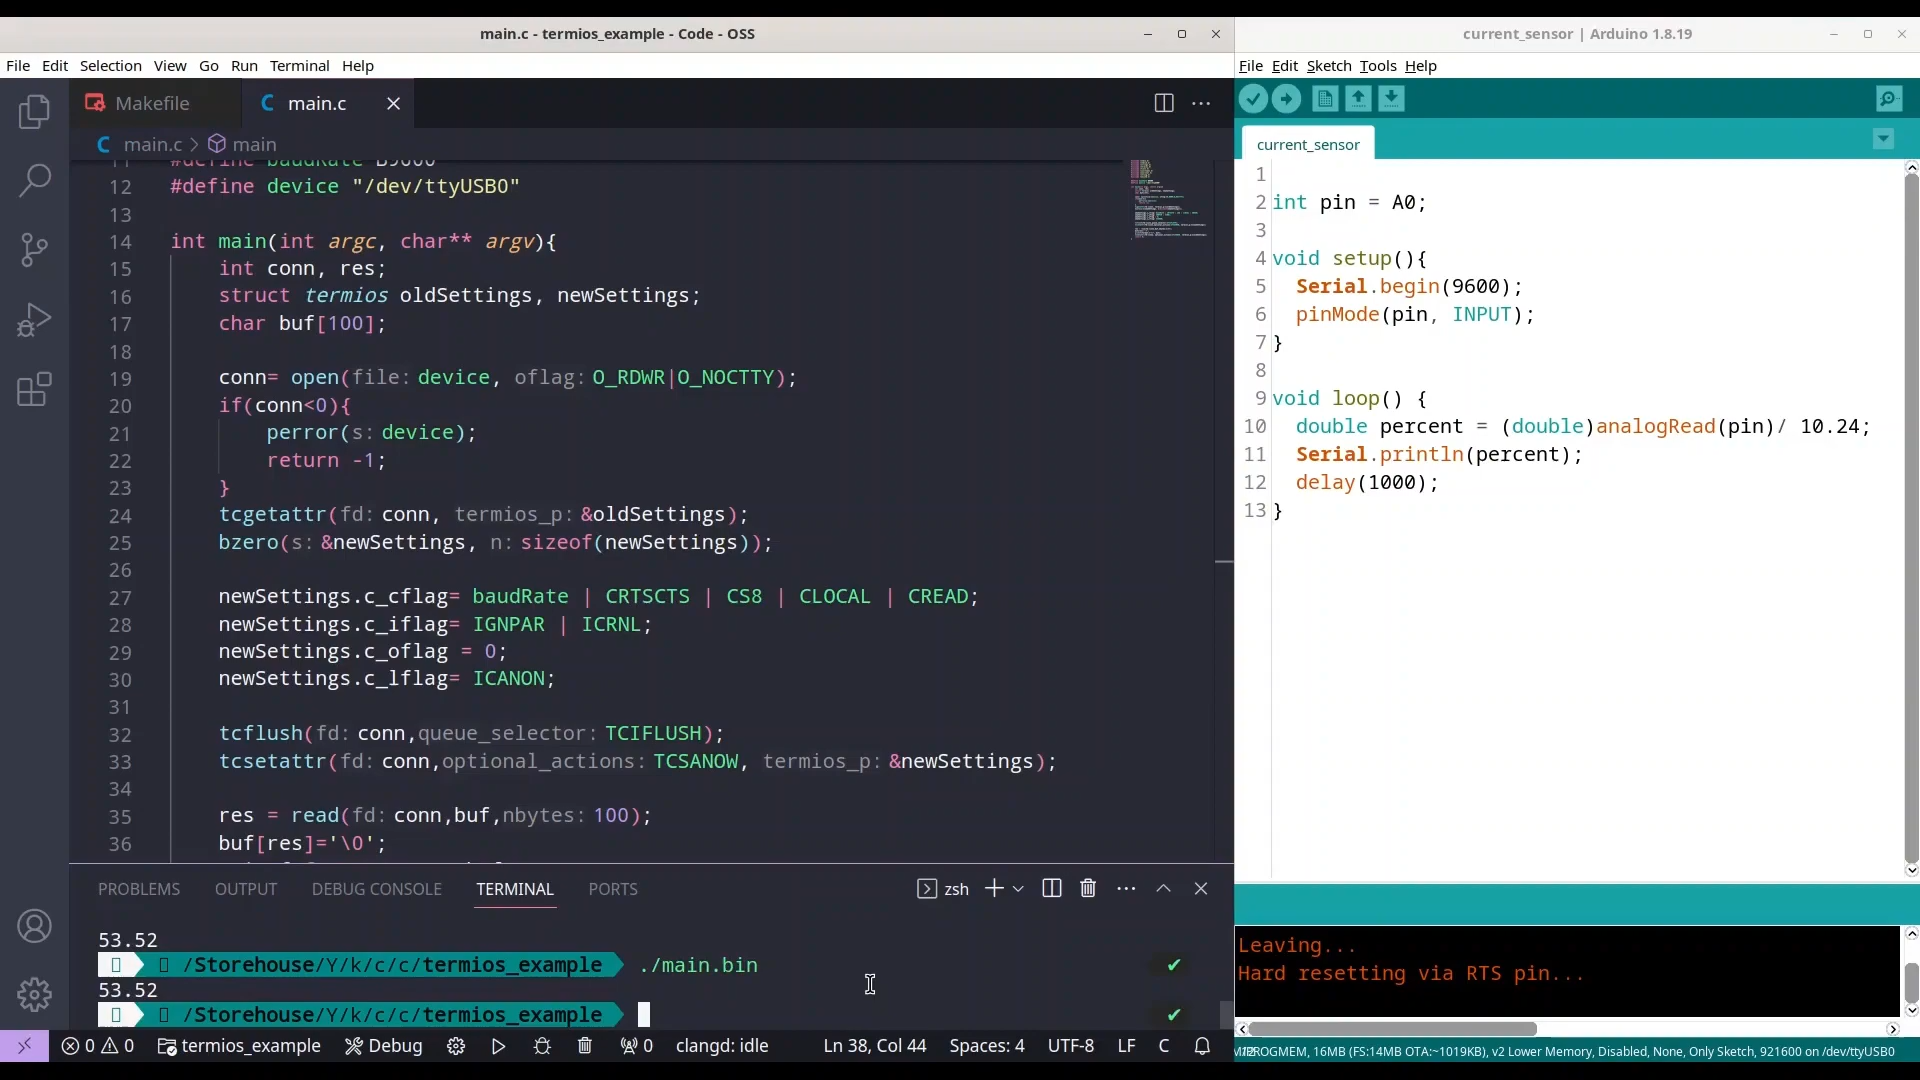 main.c - termios_example - Code - OSS
File Edit Selection View Go Run Terminal Help
Makefile
C main.c
C main.c > main
11 #define baudRate B9600
12 #define device "/dev/ttyUSB0"
13
14 int main(int argc, char** argv){
15 int conn, res;
16 struct termios oldSettings, newSettings;
17 char buf[100];
18
19 conn= open(file: device, oflag: O_RDWR|O_NOCTTY);
20 if(conn<0){
21 perror(s: device);
22 return -1;
23 }
24 tcgetattr(fd: conn, termios_p: &oldSettings);
25 bzero(s: &newSettings, n: sizeof(newSettings));
26
27 newSettings.c_cflag= baudRate | CRTSCTS | CS8 | CLOCAL | CREAD;
28 newSettings.c_iflag= IGNPAR | ICRNL;
29 newSettings.c_oflag = 0;
30 newSettings.c_lflag= ICANON;
31
32 tcflush(fd: conn,queue_selector: TCIFLUSH);
33 tcsetattr(fd: conn,optional_actions: TCSANOW, termios_p: &newSettings);
34
35 res = read(fd: conn,buf,nbytes: 100);
36 buf[res]='\0';
PROBLEMS OUTPUT DEBUG CONSOLE TERMINAL PORTS zsh
53.52
/Storehouse/Y/k/c/c/termios_example ./main.bin
53.52
/Storehouse/Y/k/c/c/termios_example
0 0 termios_example Debug 0 clangd: idle Ln 38, Col 44 Spaces: 4 UTF-8 LF C
current_sensor | Arduino 1.8.19
File Edit Sketch Tools Help
current_sensor
1
2 int pin = A0;
3
4 void setup(){
5 Serial.begin(9600);
6 pinMode(pin, INPUT);
7 }
8
9 void loop() {
10 double percent = (double)analogRead(pin)/ 10.24;
11 Serial.println(percent);
12 delay(1000);
13 }
Leaving...
Hard resetting via RTS pin...
PROGMEM, 16MB (FS:14MB OTA:~1019KB), v2 Lower Memory, Disabled, None, Only Sketch, 921600 on /dev/ttyUSB0